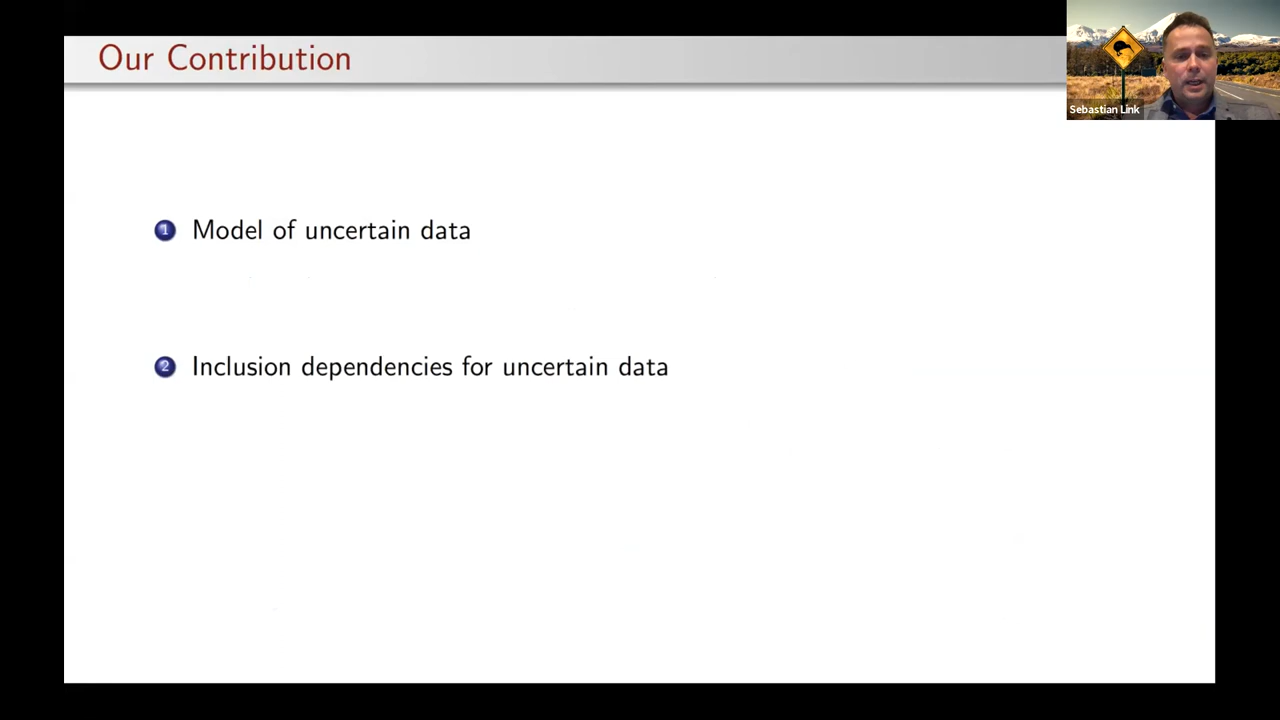 Our Contribution
Sebastian Link
1 Model of uncertain data
2 Inclusion dependencies for uncertain data